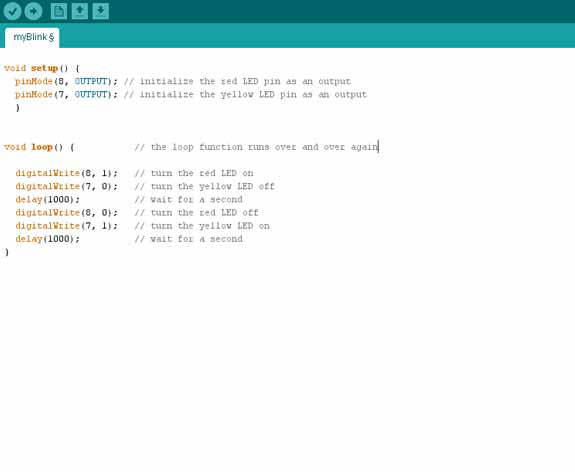 myBlink §
void setup() {
pinMode(8, OUTPUT); // initialize the red LED pin as an output
pinMode(7, OUTPUT); // initialize the yellow LED pin as an output
}
void loop() { // the loop function runs over and over again
digitalWrite(8, 1); // turn the red LED on
digitalWrite(7, 0); // turn the yellow LED off
delay(1000); // wait for a second
digitalWrite(8, 0); // turn the red LED off
digitalWrite(7, 1); // turn the yellow LED on
delay(1000); // wait for a second
}